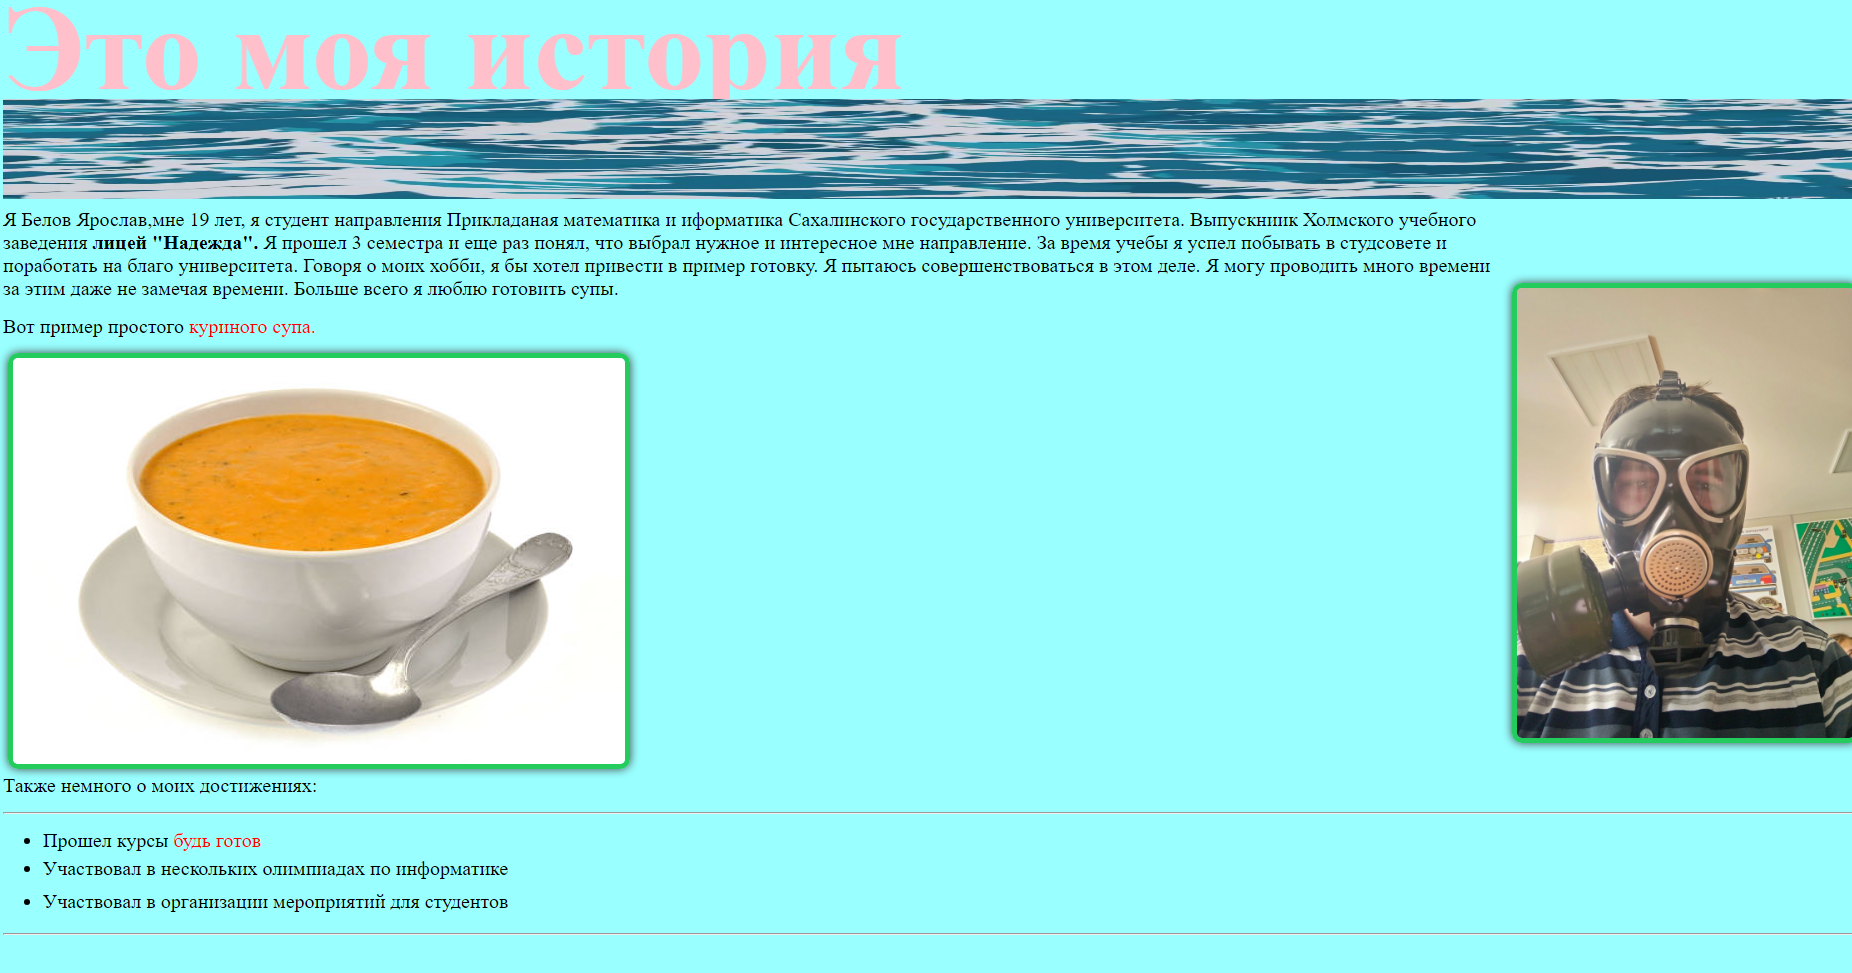 Это моя история
Я Белов Ярослав,мне 19 лет, я студент направления Прикладаная математика и иформатика Сахалинского государственного университета. Выпускниик Холмского учебного
заведения лицей "Надежда". Я прошел 3 семестра и еще раз понял, что выбрал нужное и интересное мне направление. За время учебы я успел побывать в студсовете и
поработать на благо университета. Говоря о моих хобби, я бы хотел привести в пример готовку. Я пытаюсь совершенствоваться в этом деле. Я могу проводить много времени
за этим даже не замечая времени. Больше всего я люблю готовить супы.
Вот пример простого куриного супа.
Также немного о моих достижениях:
Прошел курсы будь готов
Участвовал в нескольких олимпиадах по информатике
Участвовал в организации мероприятий для студентов